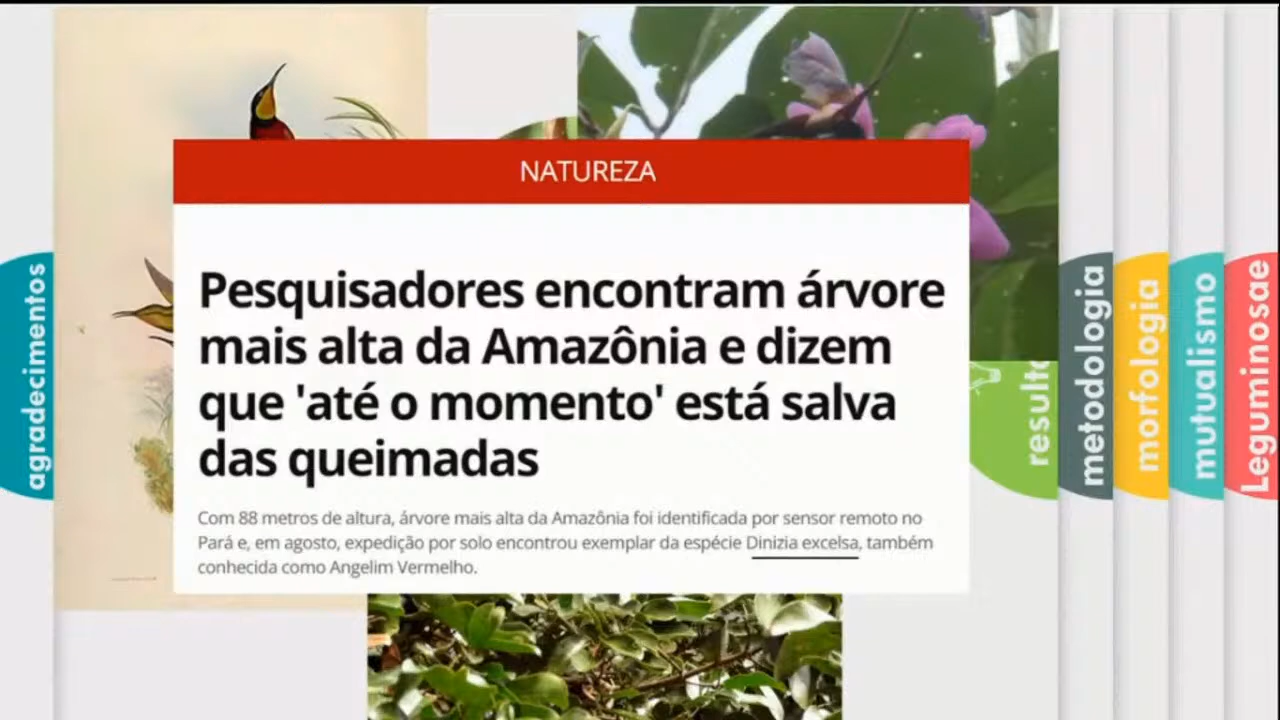 NATUREZA
Pesquisadores encontram árvore
mais alta da Amazônia e dizem
que 'até o momento' está salva
das queimadas
Com 88 metros de altura, árvore mais alta da Amazônia foi identificada por sensor remoto no
Pará e, em agosto, expedição por solo encontrou exemplar da espécie Dinizia excelsa, também
conhecida como Angelim Vermelho.
agradecimentos
metodologia
morfologia
mutualismo
Leguminosae